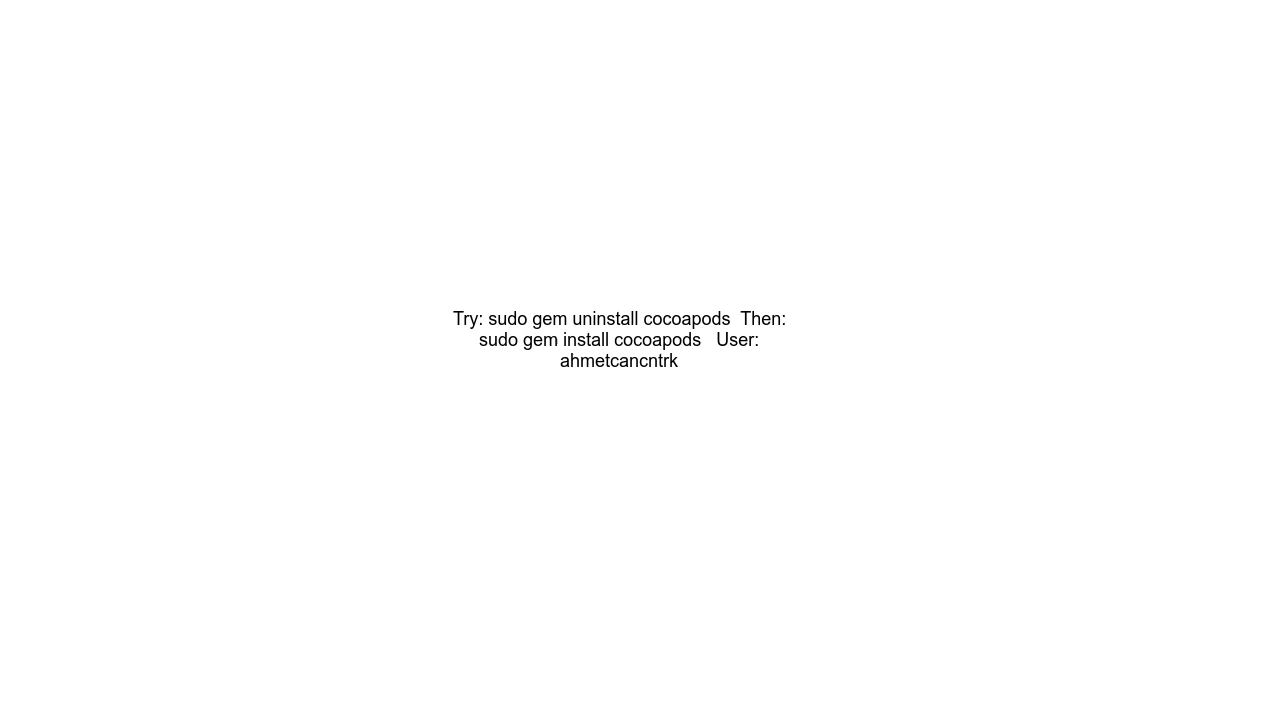 Try: sudo gem uninstall cocoapods  Then:
sudo gem install cocoapods   User:
ahmetcancntrk